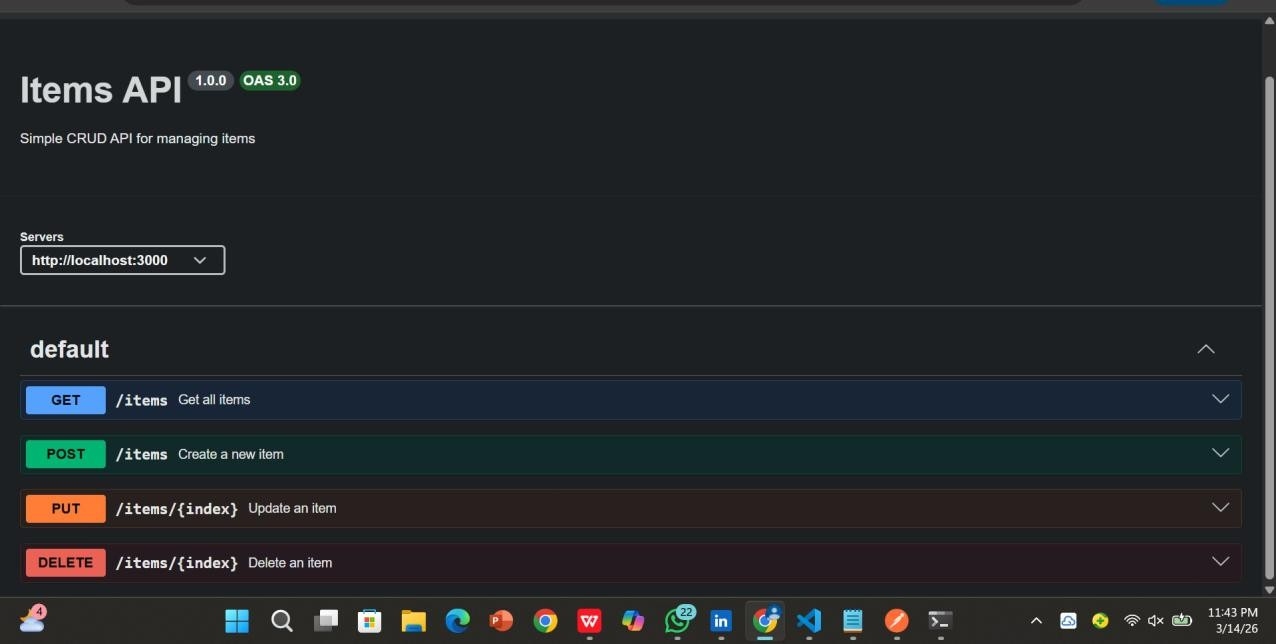 Items API 1.0.0 OAS 3.0
Simple CRUD API for managing items
Servers
http://localhost:3000
default
GET /items Get all items
POST /items Create a new item
PUT /items/{index} Update an item
DELETE /items/{index} Delete an item
4
P
W
22
in
11:43 PM
3/14/26